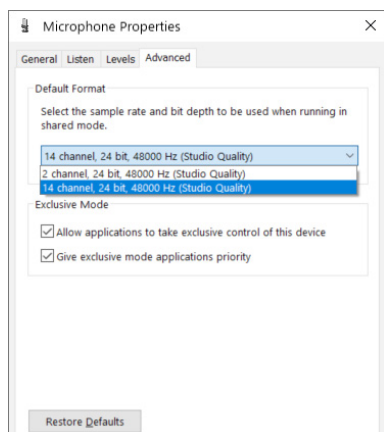 Microphone Properties
General Listen Levels Advanced
Default Format
Select the sample rate and bit depth to be used when running in
shared mode.
14 channel, 24 bit, 48000 Hz (Studio Quality)
2 channel, 24 bit, 48000 Hz (Studio Quality)
14 channel, 24 bit, 48000 Hz (Studio Quality)
Exclusive Mode
Allow applications to take exclusive control of this device
Give exclusive mode applications priority
Restore Defaults